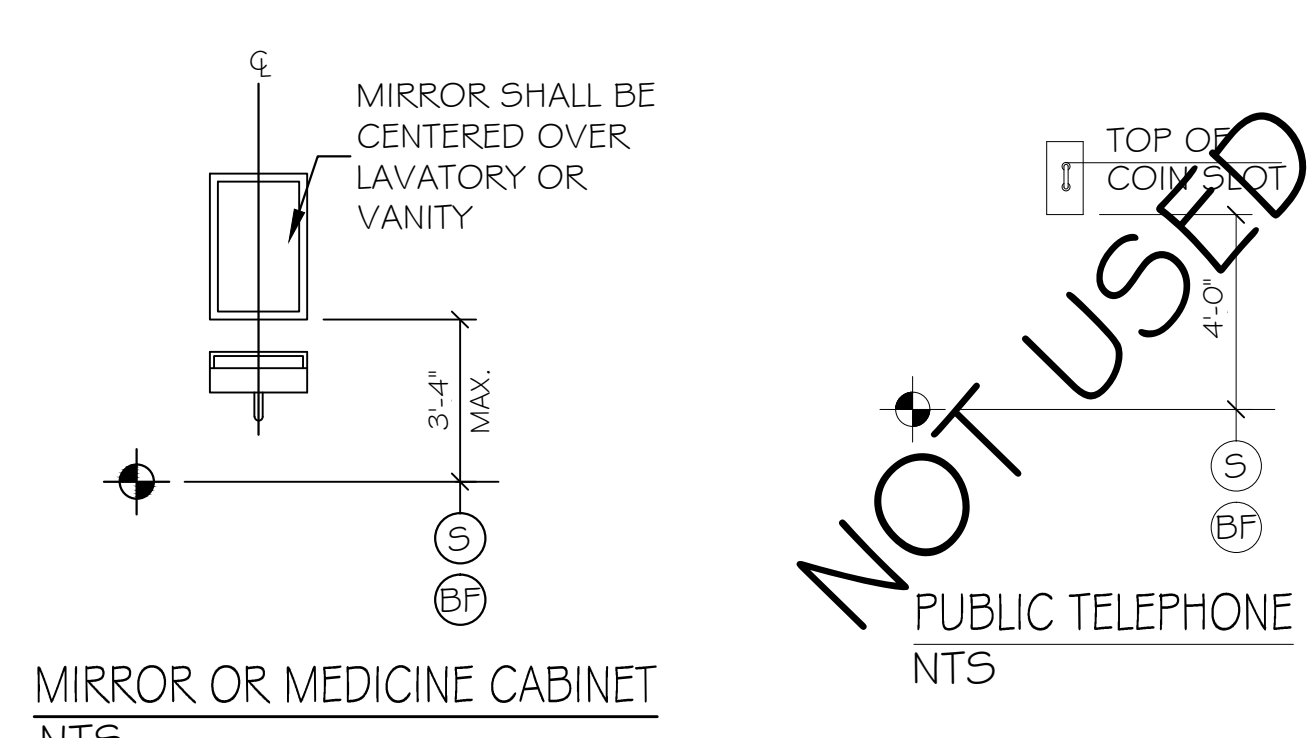 ℄
MIRROR SHALL BE
CENTERED OVER
LAVATORY OR
VANITY
3'-4"
MAX.
S
BF
MIRROR OR MEDICINE CABINET
NTS
TOP OF
COIN SLOT
4'-0"
S
BF
NOT USED
PUBLIC TELEPHONE
NTS